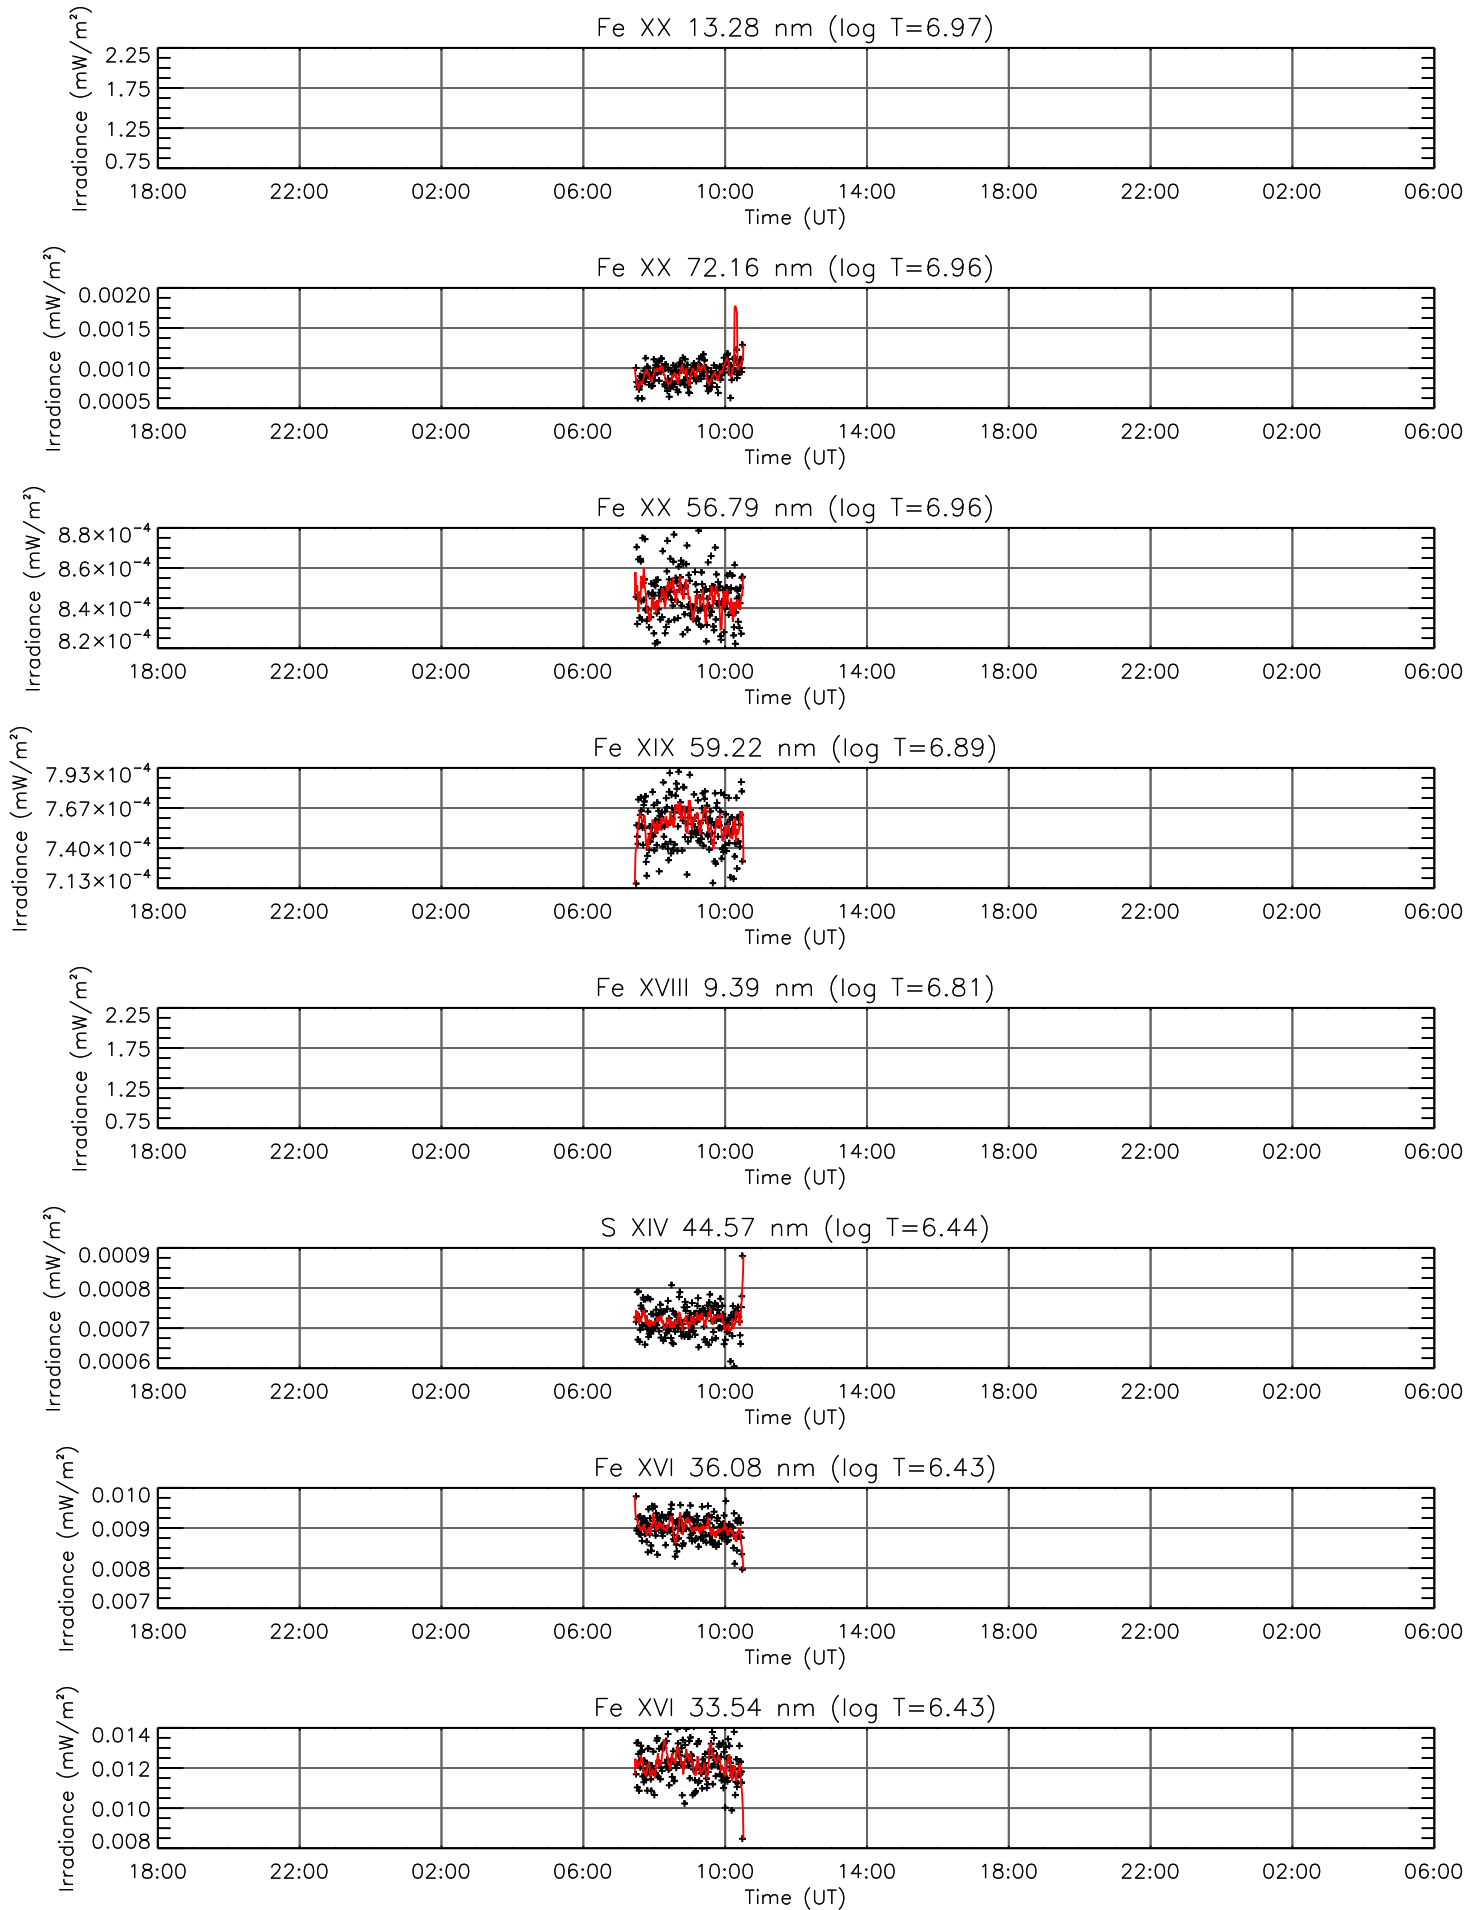 Fe XX 13.28 nm (log T=6.97)
Irradiance (mW/m²)
2.25
1.75
1.25
0.75
18:00 22:00 02:00 06:00 10:00 14:00 18:00 22:00 02:00 06:00
Time (UT)
Fe XX 72.16 nm (log T=6.96)
Irradiance (mW/m²)
0.0020
0.0015
0.0010
0.0005
18:00 22:00 02:00 06:00 10:00 14:00 18:00 22:00 02:00 06:00
Time (UT)
Fe XX 56.79 nm (log T=6.96)
Irradiance (mW/m²)
8.8×10⁻⁴
8.6×10⁻⁴
8.4×10⁻⁴
8.2×10⁻⁴
18:00 22:00 02:00 06:00 10:00 14:00 18:00 22:00 02:00 06:00
Time (UT)
Fe XIX 59.22 nm (log T=6.89)
Irradiance (mW/m²)
7.93×10⁻⁴
7.67×10⁻⁴
7.40×10⁻⁴
7.13×10⁻⁴
18:00 22:00 02:00 06:00 10:00 14:00 18:00 22:00 02:00 06:00
Time (UT)
Fe XVIII 9.39 nm (log T=6.81)
Irradiance (mW/m²)
2.25
1.75
1.25
0.75
18:00 22:00 02:00 06:00 10:00 14:00 18:00 22:00 02:00 06:00
Time (UT)
S XIV 44.57 nm (log T=6.44)
Irradiance (mW/m²)
0.0009
0.0008
0.0007
0.0006
18:00 22:00 02:00 06:00 10:00 14:00 18:00 22:00 02:00 06:00
Time (UT)
Fe XVI 36.08 nm (log T=6.43)
Irradiance (mW/m²)
0.010
0.009
0.008
0.007
18:00 22:00 02:00 06:00 10:00 14:00 18:00 22:00 02:00 06:00
Time (UT)
Fe XVI 33.54 nm (log T=6.43)
Irradiance (mW/m²)
0.014
0.012
0.010
0.008
18:00 22:00 02:00 06:00 10:00 14:00 18:00 22:00 02:00 06:00
Time (UT)